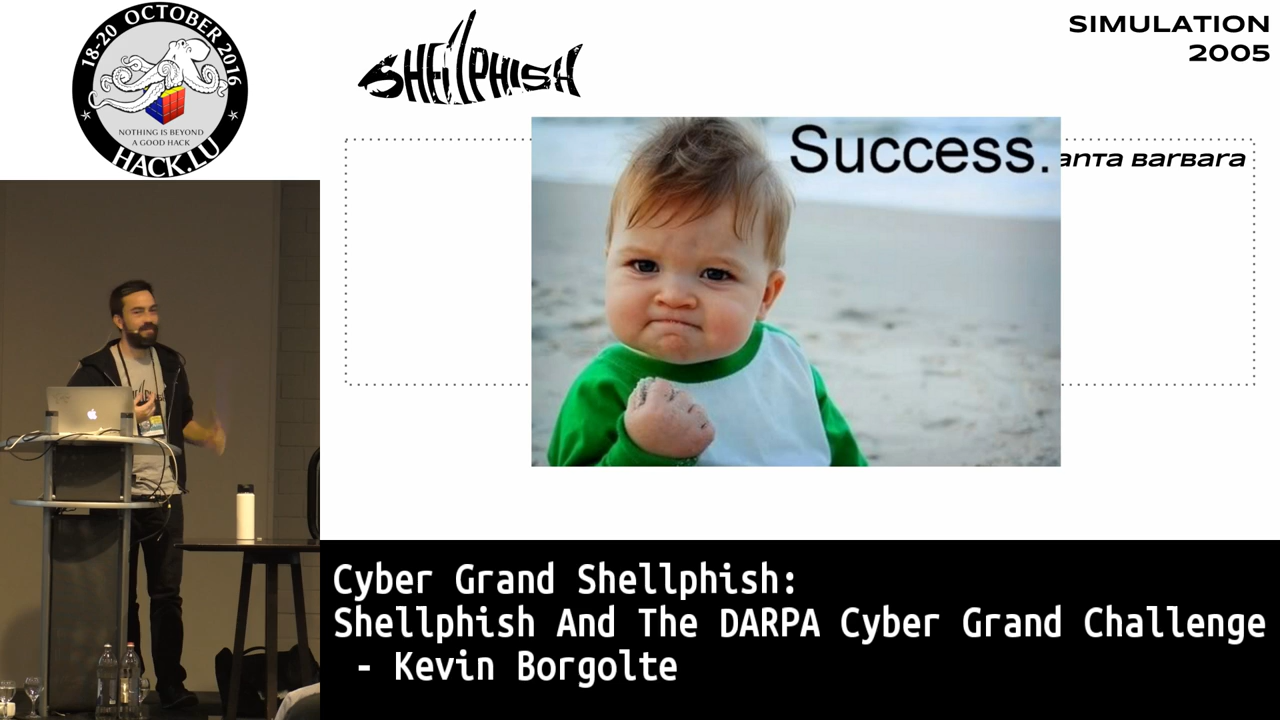 18-20 OCTOBER 2016
NOTHING IS BEYOND
A GOOD HACK
HACK.LU
SHELLPHISH
SIMULATION
2005
Success.
anta Barbara
Cyber Grand Shellphish:
Shellphish And The DARPA Cyber Grand Challenge
- Kevin Borgolte